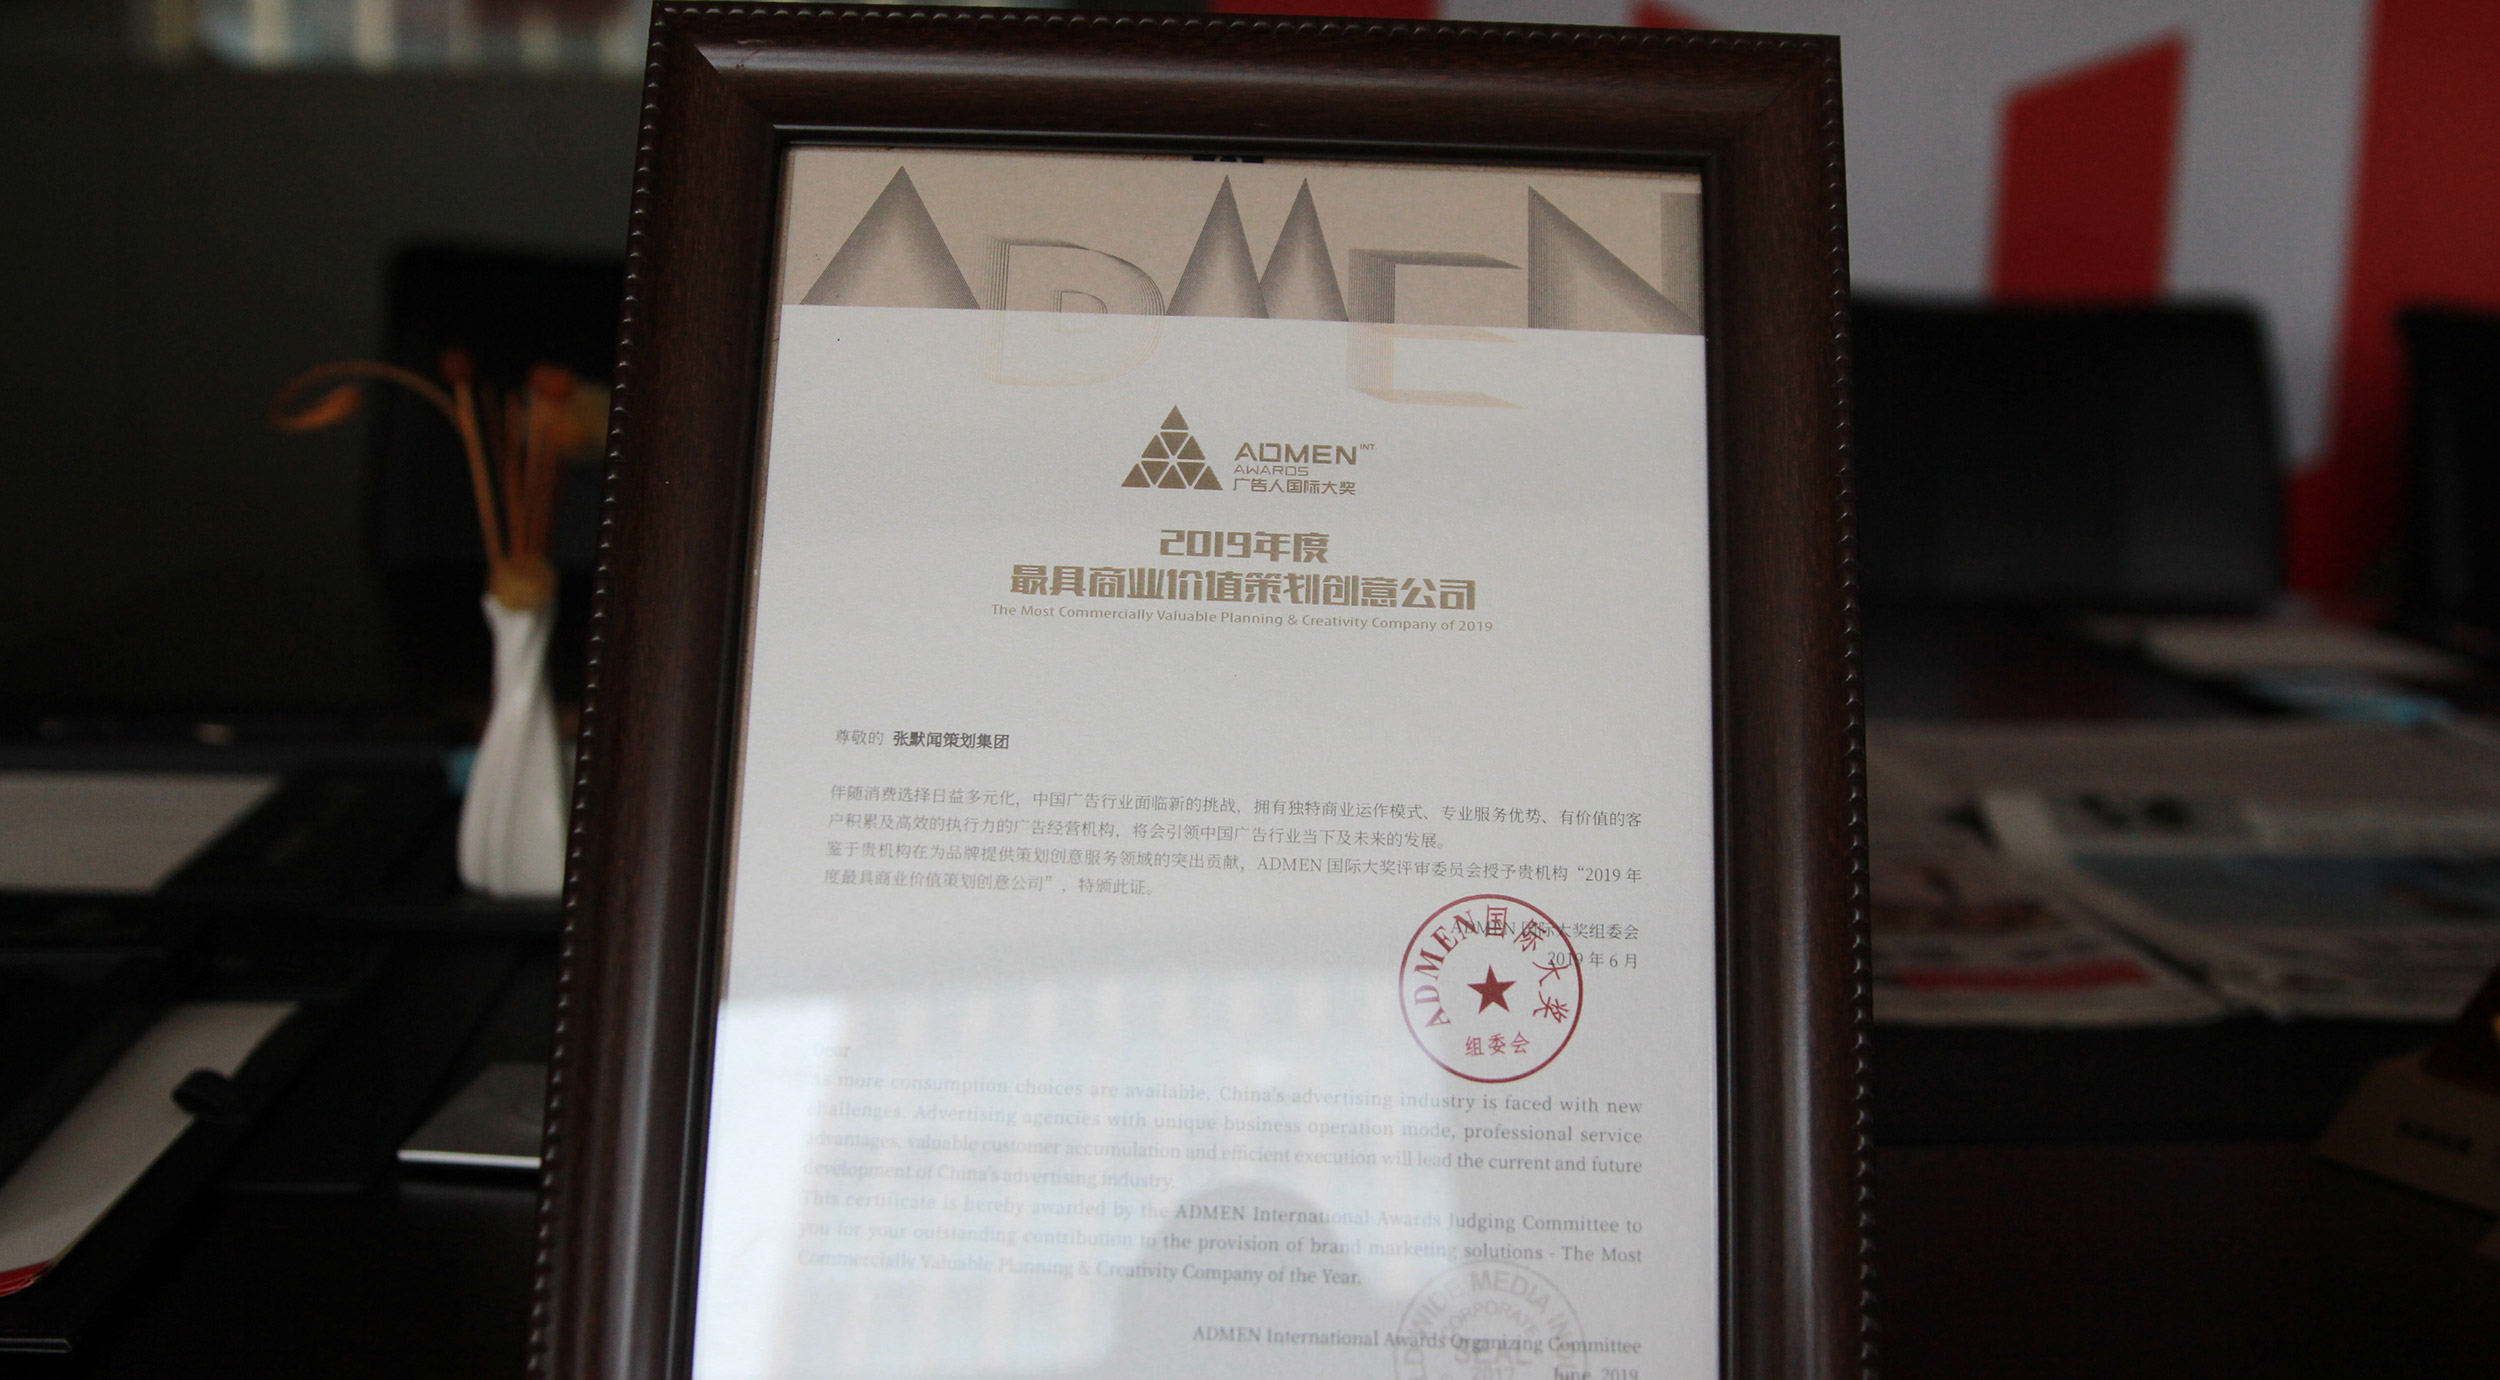 ADMEN
ADMEN INT.
AWARDS
广告人国际大奖
2019年度
最具商业价值策划创意公司
The Most Commercially Valuable Planning & Creativity Company of 2019
尊敬的 张默闻策划集团
伴随消费选择日益多元化，中国广告行业面临新的挑战，拥有独特商业运作模式、专业服务优势、有价值的客
户积累及高效的执行力的广告经营机构，将会引领中国广告行业当下及未来的发展。
鉴于贵机构在为品牌提供策划创意服务领域的突出贡献，ADMEN 国际大奖评审委员会授予贵机构“2019 年
度最具商业价值策划创意公司”，特颁此证。
ADMEN 国际大奖组委会
2019 年 6 月
ADMEN国际大奖
组委会
Dear
As more consumption choices are available, China's advertising industry is faced with new
challenges. Advertising agencies with unique business operation mode, professional service
advantages, valuable customer accumulation and efficient execution will lead the current and future
development of China's advertising industry.
This certificate is hereby awarded by the ADMEN International Awards Judging Committee to
you for your outstanding contribution to the provision of brand marketing solutions - The Most
Commercially Valuable Planning & Creativity Company of the Year.
ADMEN International Awards Organizing Committee
June, 2019
MEDIA
CORPORATE
SEAL
2017